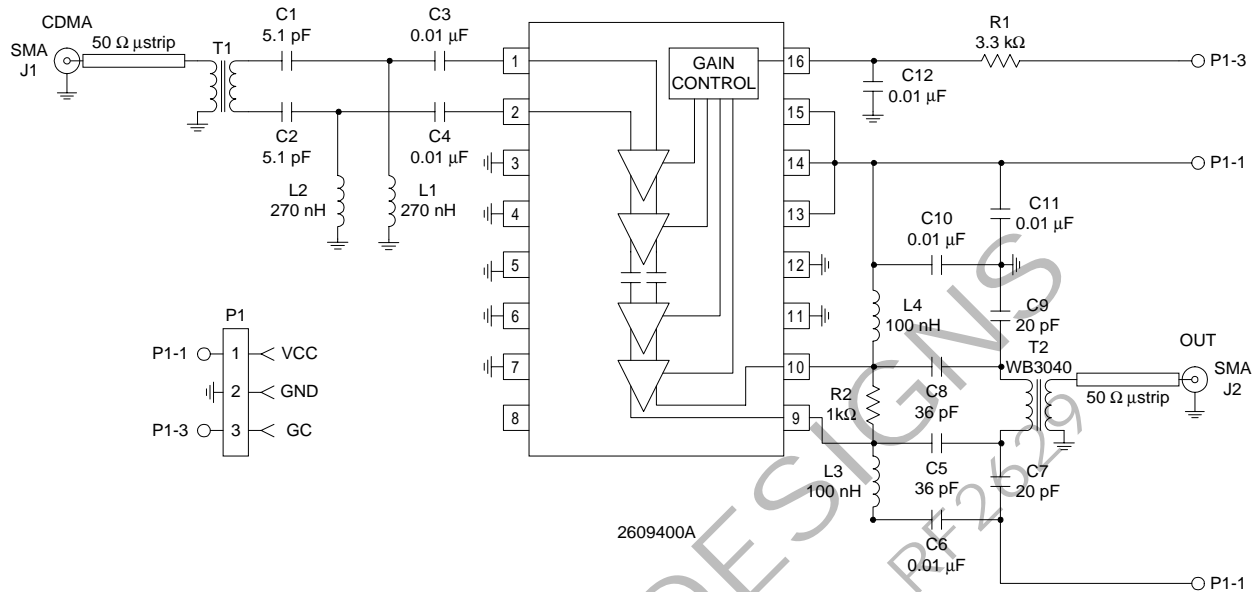 CDMA
SMA
J1
50 Ω µstrip
T1
C1
5.1 pF
C3
0.01 µF
C2
5.1 pF
C4
0.01 µF
L2
270 nH
L1
270 nH
1
2
3
4
5
6
7
8
GAIN
CONTROL
16
15
14
13
12
11
10
9
R1
3.3 kΩ
P1-3
C12
0.01 µF
P1-1
C11
0.01 µF
C10
0.01 µF
L4
100 nH
C9
20 pF
T2
WB3040
OUT
SMA
J2
50 Ω µstrip
C8
36 pF
R2
1kΩ
C5
36 pF
C7
20 pF
L3
100 nH
C6
0.01 µF
P1-1
P1
P1-1
1
VCC
2
GND
P1-3
3
GC
2609400A
DESIGNS
RF2629